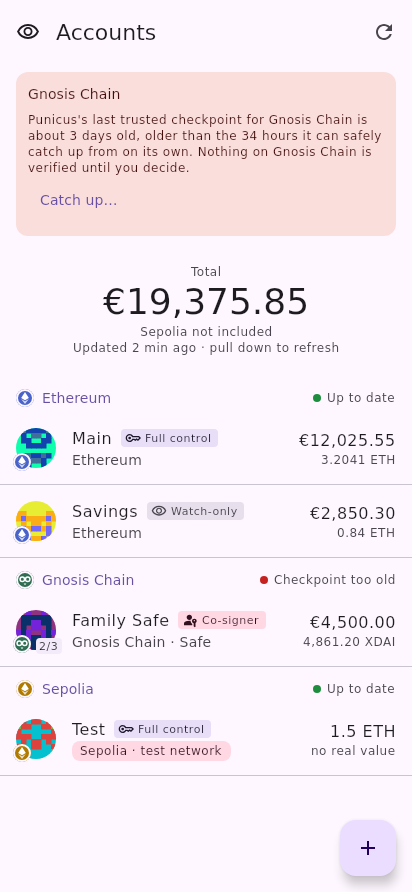 Accounts
Gnosis Chain
Punicus's last trusted checkpoint for Gnosis Chain is
about 3 days old, older than the 34 hours it can safely
catch up from on its own. Nothing on Gnosis Chain is
verified until you decide.
Catch up...
Total
€19,375.85
Sepolia not included
Updated 2 min ago · pull down to refresh
Ethereum
Up to date
Main
Full control
€12,025.55
Ethereum
3.2041 ETH
Savings
Watch-only
€2,850.30
Ethereum
0.84 ETH
Gnosis Chain
Checkpoint too old
Family Safe
Co-signer
€4,500.00
2/3
Gnosis Chain · Safe
4,861.20 XDAI
Sepolia
Up to date
Test
Full control
1.5 ETH
Sepolia · test network
no real value